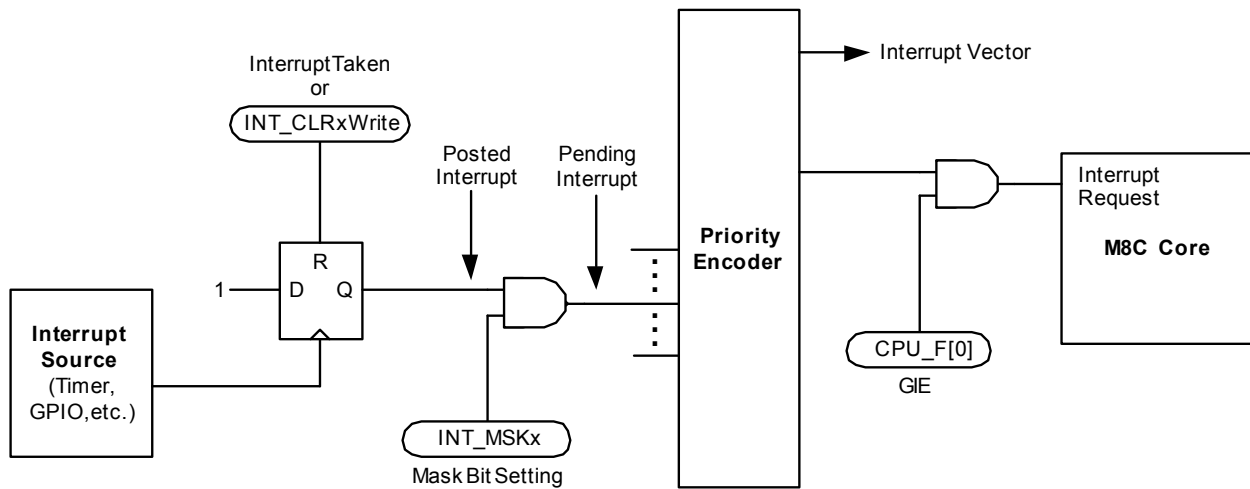 InterruptTaken
or
INT_CLRxWrite
Posted
Interrupt
Pending
Interrupt
Interrupt Vector
Priority
Encoder
Interrupt
Request
M8C Core
R
1
D
Q
Interrupt
Source
(Timer,
GPIO,etc.)
INT_MSKx
Mask Bit Setting
CPU_F[0]
GIE